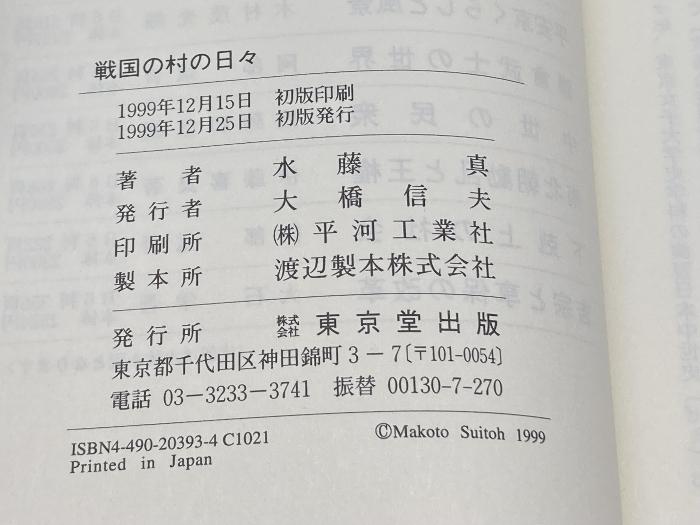 戦国の村の日々
1999年12月15日 初版印刷
1999年12月25日 初版発行
著者 水藤真
発行者 大橋信夫
印刷所 ㈱平河工業社
製本所 渡辺製本株式会社
発行所 株式会社 東京堂出版
東京都千代田区神田錦町3-7〔〒101-0054〕
電話 03-3233-3741 振替 00130-7-270
ISBN4-490-20393-4 C1021 ©Makoto Suitoh 1999
Printed in Japan